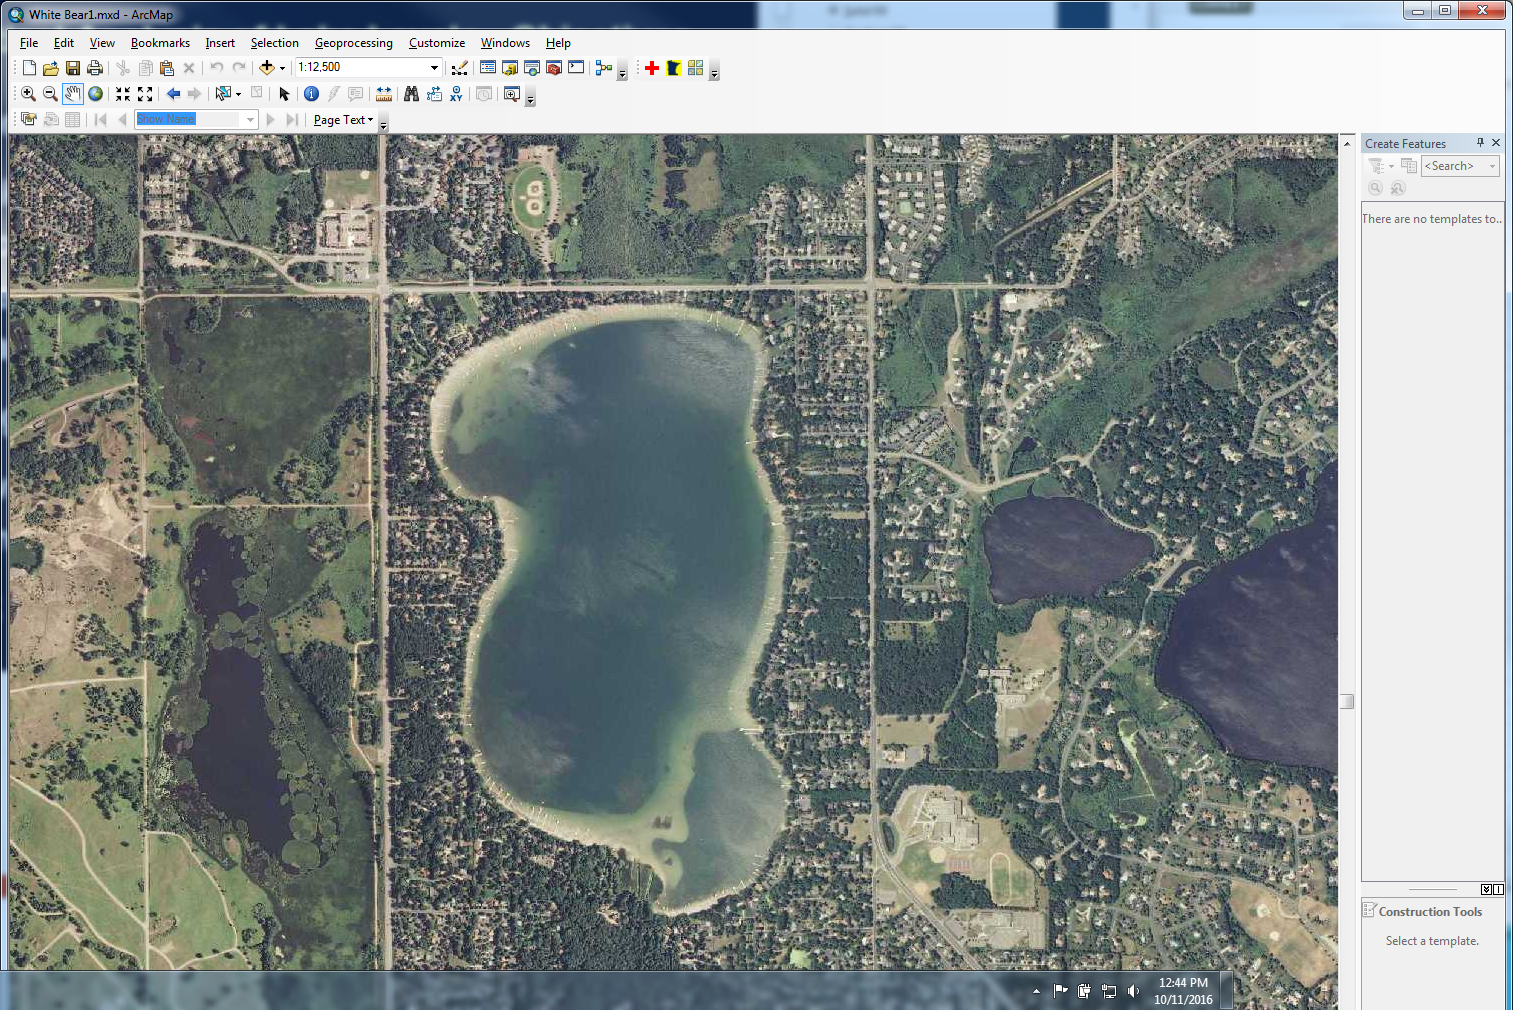 White Bear1.mxd - ArcMap
File Edit View Bookmarks Insert Selection Geoprocessing Customize Windows Help
1:12,500
XY
Show Name Page Text
Create Features
<Search>
There are no templates to..
Construction Tools
Select a template.
12:44 PM
10/11/2016